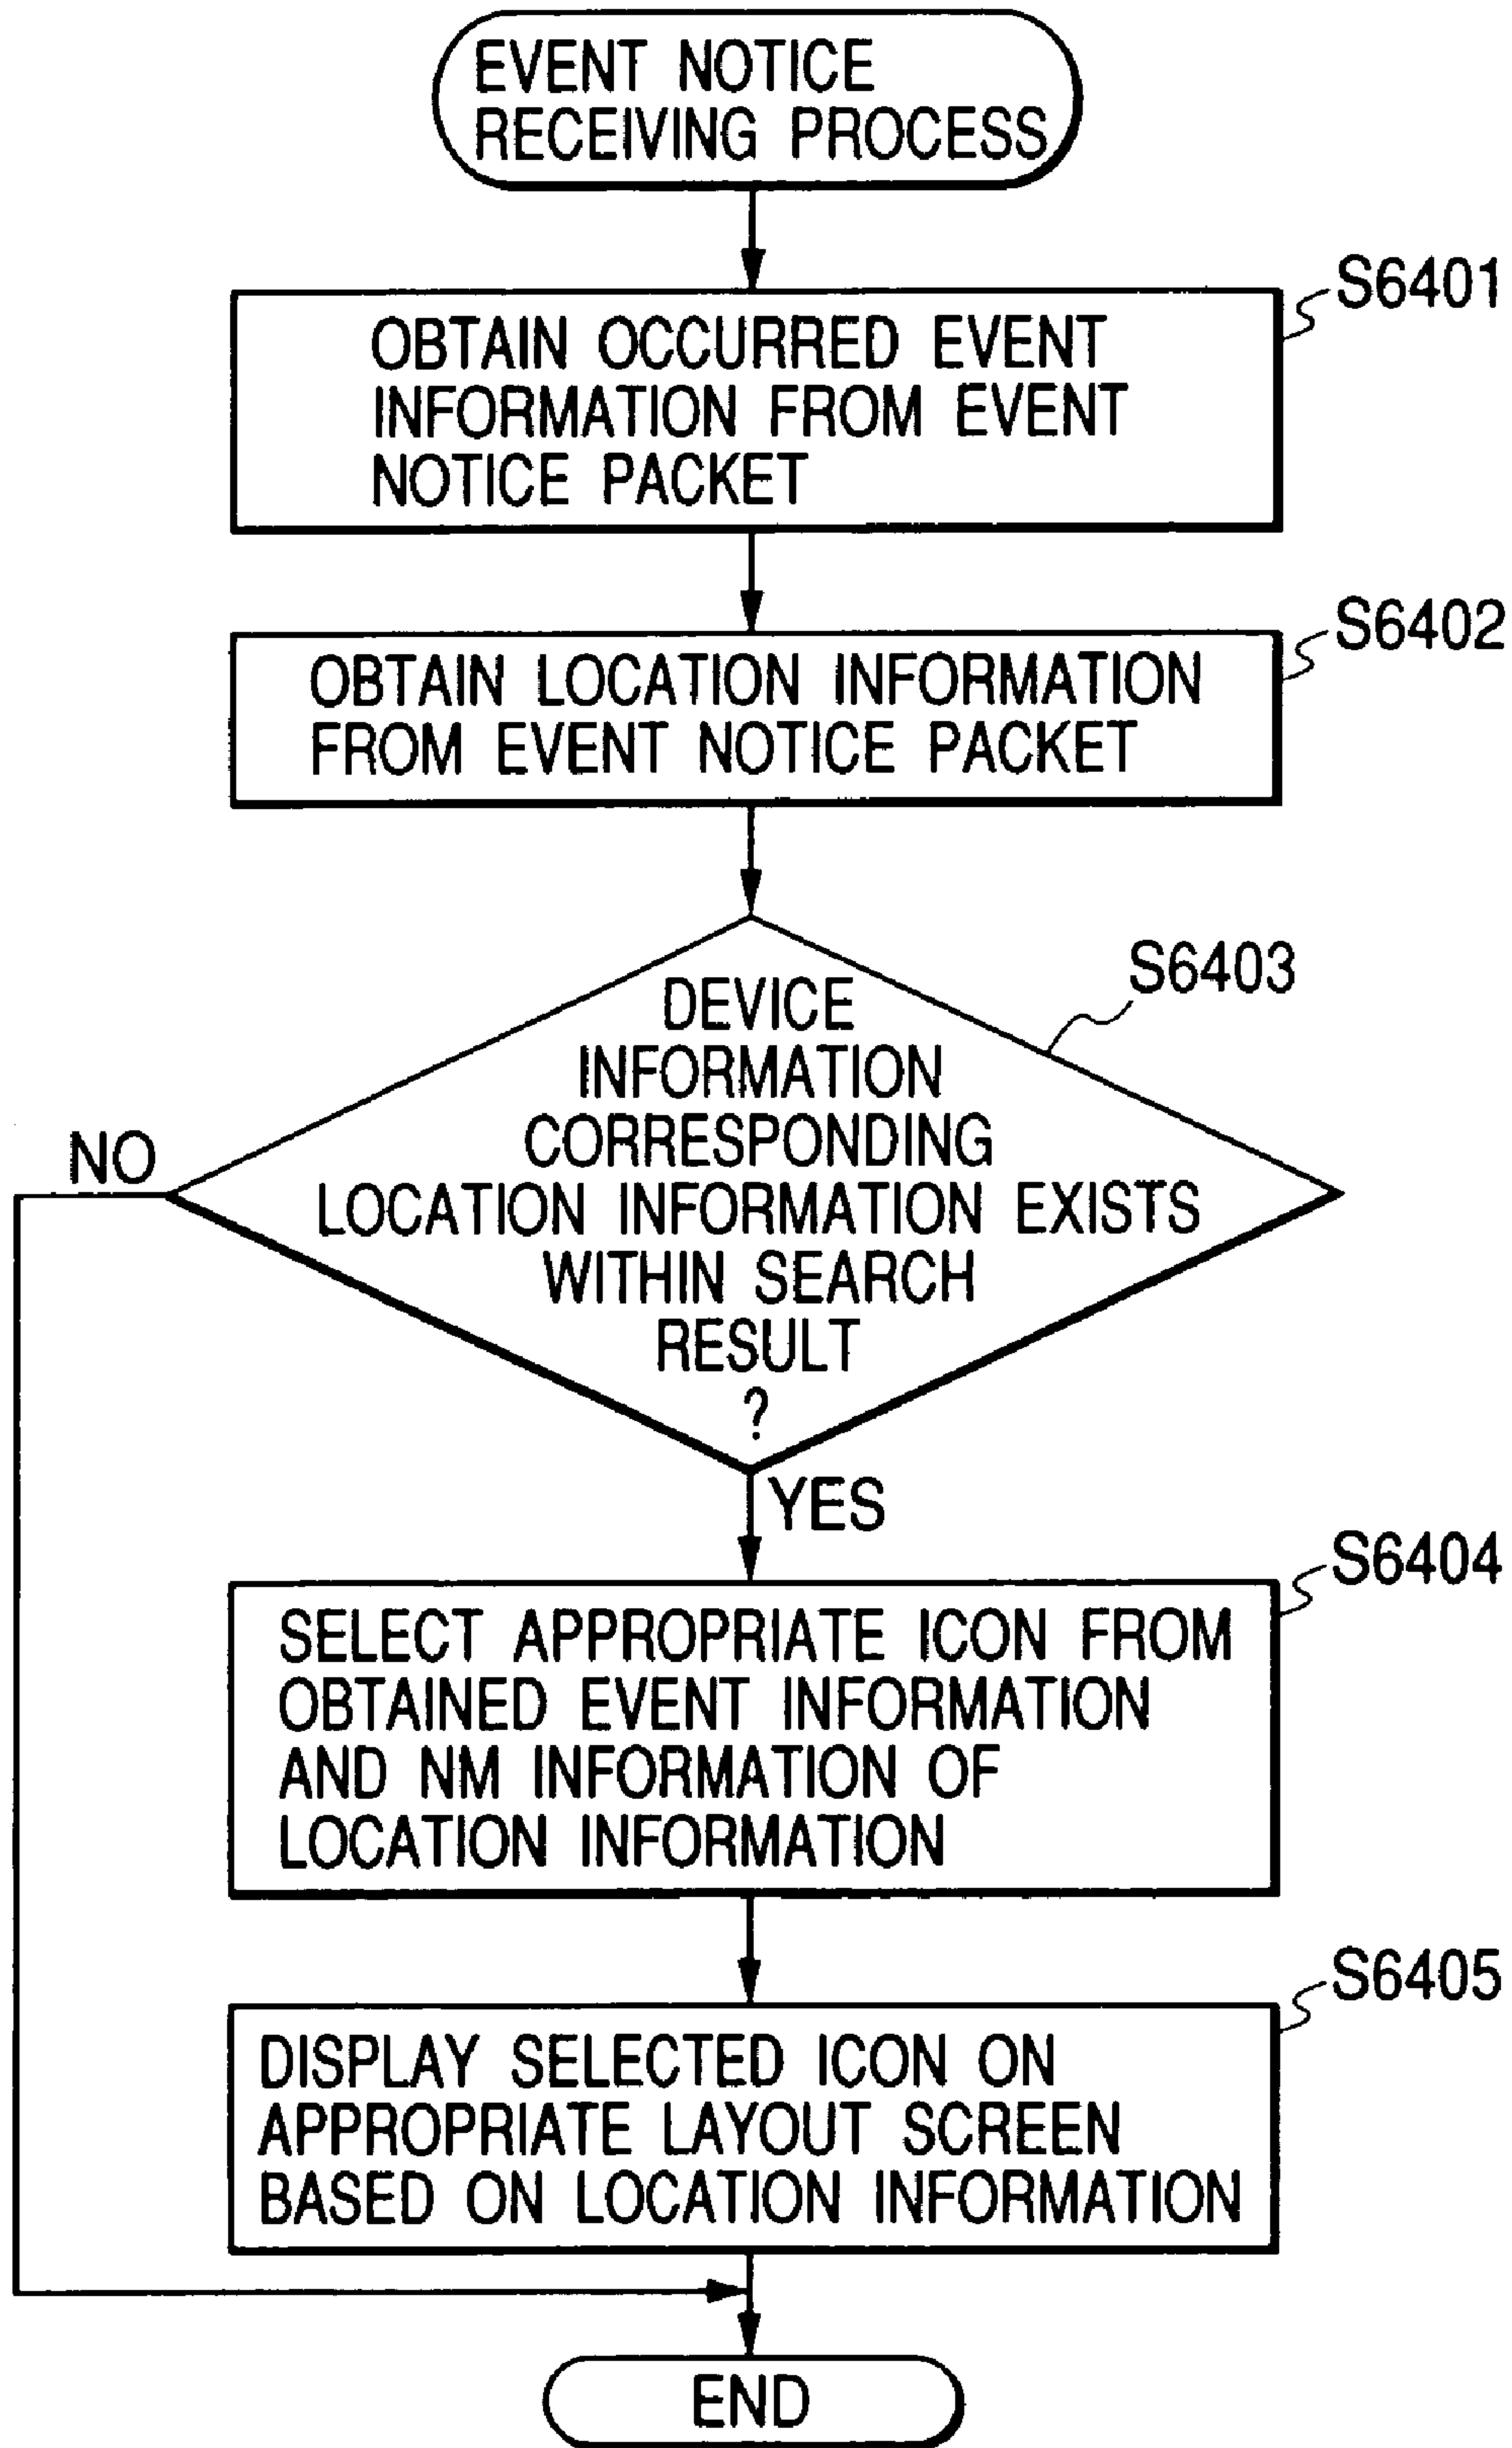 EVENT NOTICE
RECEIVING PROCESS
S6401
OBTAIN OCCURRED EVENT
INFORMATION FROM EVENT
NOTICE PACKET
S6402
OBTAIN LOCATION INFORMATION
FROM EVENT NOTICE PACKET
S6403
DEVICE
INFORMATION
CORRESPONDING
LOCATION INFORMATION EXISTS
WITHIN SEARCH
RESULT
?
NO
YES
S6404
SELECT APPROPRIATE ICON FROM
OBTAINED EVENT INFORMATION
AND NM INFORMATION OF
LOCATION INFORMATION
S6405
DISPLAY SELECTED ICON ON
APPROPRIATE LAYOUT SCREEN
BASED ON LOCATION INFORMATION
END